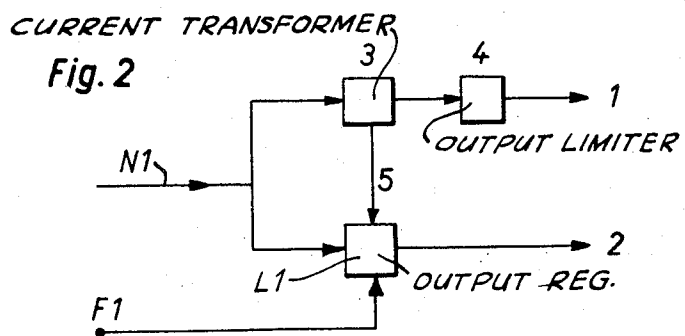 CURRENT TRANSFORMER
Fig. 2
3
4
1
OUTPUT LIMITER
N1
5
2
L1
OUTPUT REG.
F1